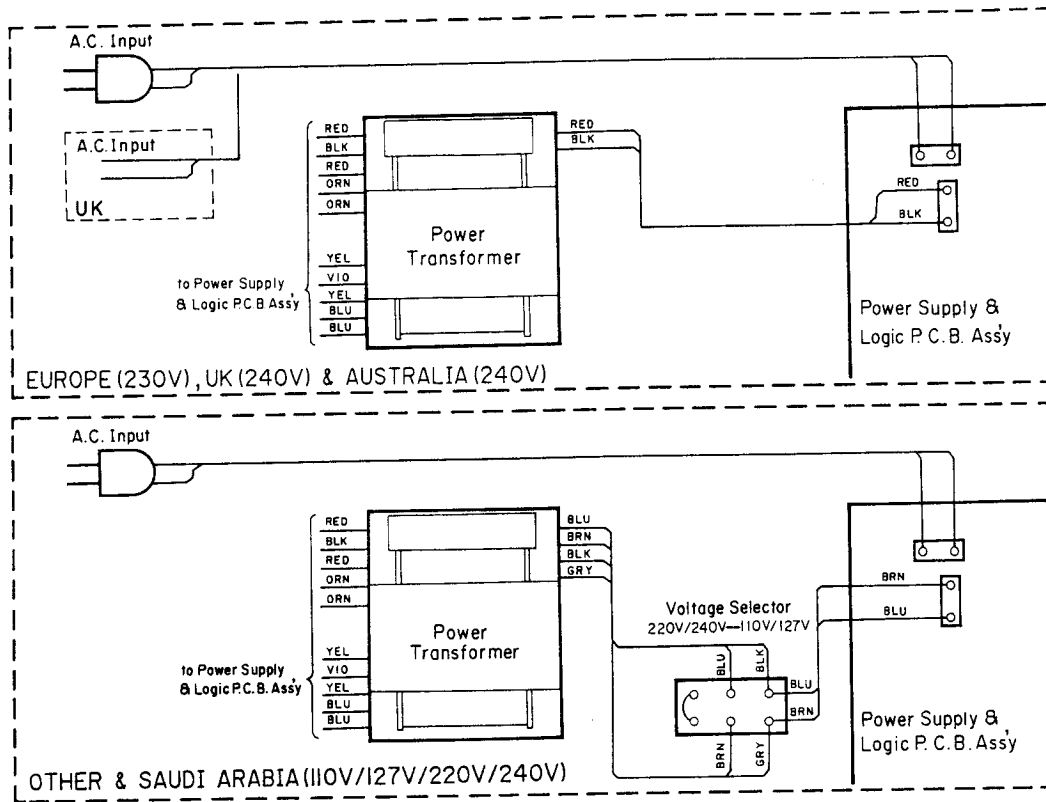 A.C. Input
A.C. Input
UK
RED
BLK
RED
ORN
ORN
YEL
VIO
YEL
BLU
BLU
to Power Supply
& Logic P.C.B Ass'y
Power
Transformer
RED
BLK
RED
BLK
Power Supply &
Logic P.C.B. Ass'y
EUROPE (230V), UK (240V) & AUSTRALIA (240V)
A.C. Input
RED
BLK
RED
ORN
ORN
YEL
VIO
YEL
BLU
BLU
to Power Supply
& Logic P.C.B. Ass'y
Power
Transformer
BLU
BRN
BLK
GRY
Voltage Selector
220V/240V—110V/127V
BLU
BLK
BLU
BRN
BRN
GRY
BRN
BLU
Power Supply &
Logic P.C.B. Ass'y
OTHER & SAUDI ARABIA (110V/127V/220V/240V)